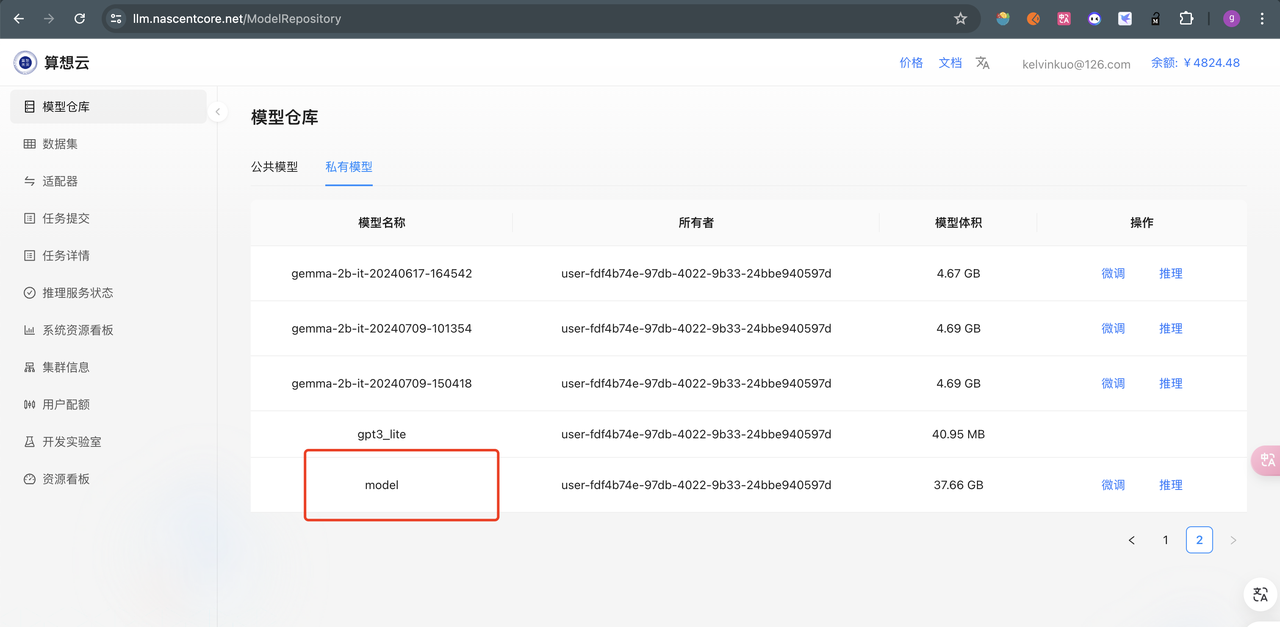 llm.nascentcore.net/ModelRepository
g
算想云
价格 文档 kelvinkuo@126.com 余额: ￥4824.48
模型仓库
数据集
适配器
任务提交
任务详情
推理服务状态
系统资源看板
集群信息
用户配额
开发实验室
资源看板
模型仓库
公共模型 私有模型
模型名称 所有者 模型体积 操作
gemma-2b-it-20240617-164542 user-fdf4b74e-97db-4022-9b33-24bbe940597d 4.67 GB 微调 推理
gemma-2b-it-20240709-101354 user-fdf4b74e-97db-4022-9b33-24bbe940597d 4.69 GB 微调 推理
gemma-2b-it-20240709-150418 user-fdf4b74e-97db-4022-9b33-24bbe940597d 4.69 GB 微调 推理
gpt3_lite user-fdf4b74e-97db-4022-9b33-24bbe940597d 40.95 MB
model user-fdf4b74e-97db-4022-9b33-24bbe940597d 37.66 GB 微调 推理
1 2